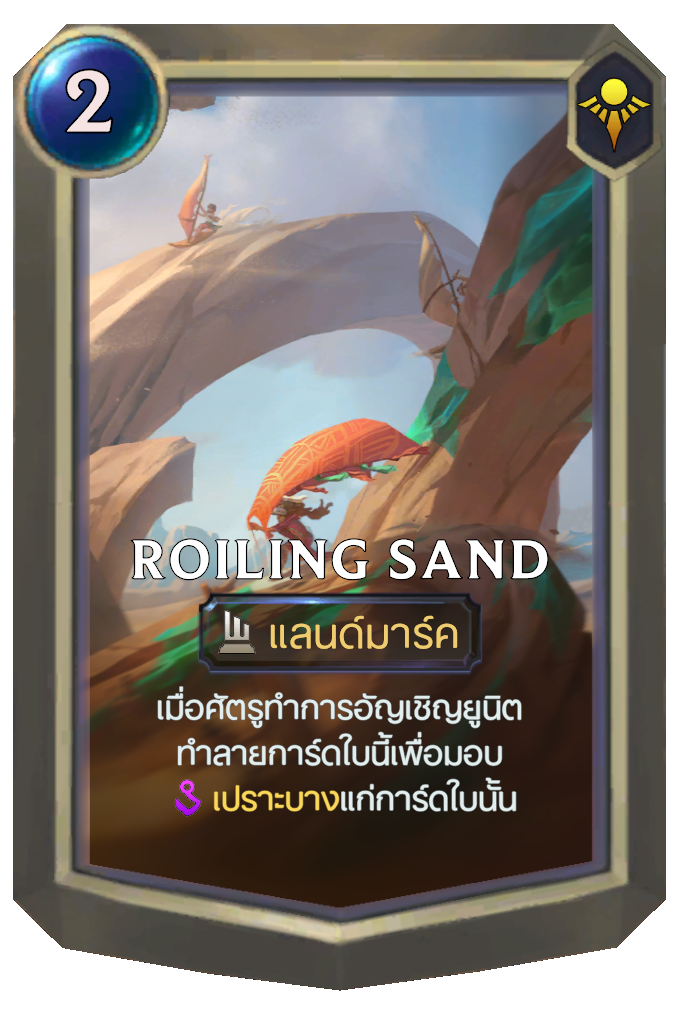 2
ROILING SAND
แลนด์มาร์ค
เมื่อศัตรูทำการอัญเชิญยูนิต
ทำลายการ์ดใบนี้เพื่อมอบ
เปราะบางแก่การ์ดใบนั้น